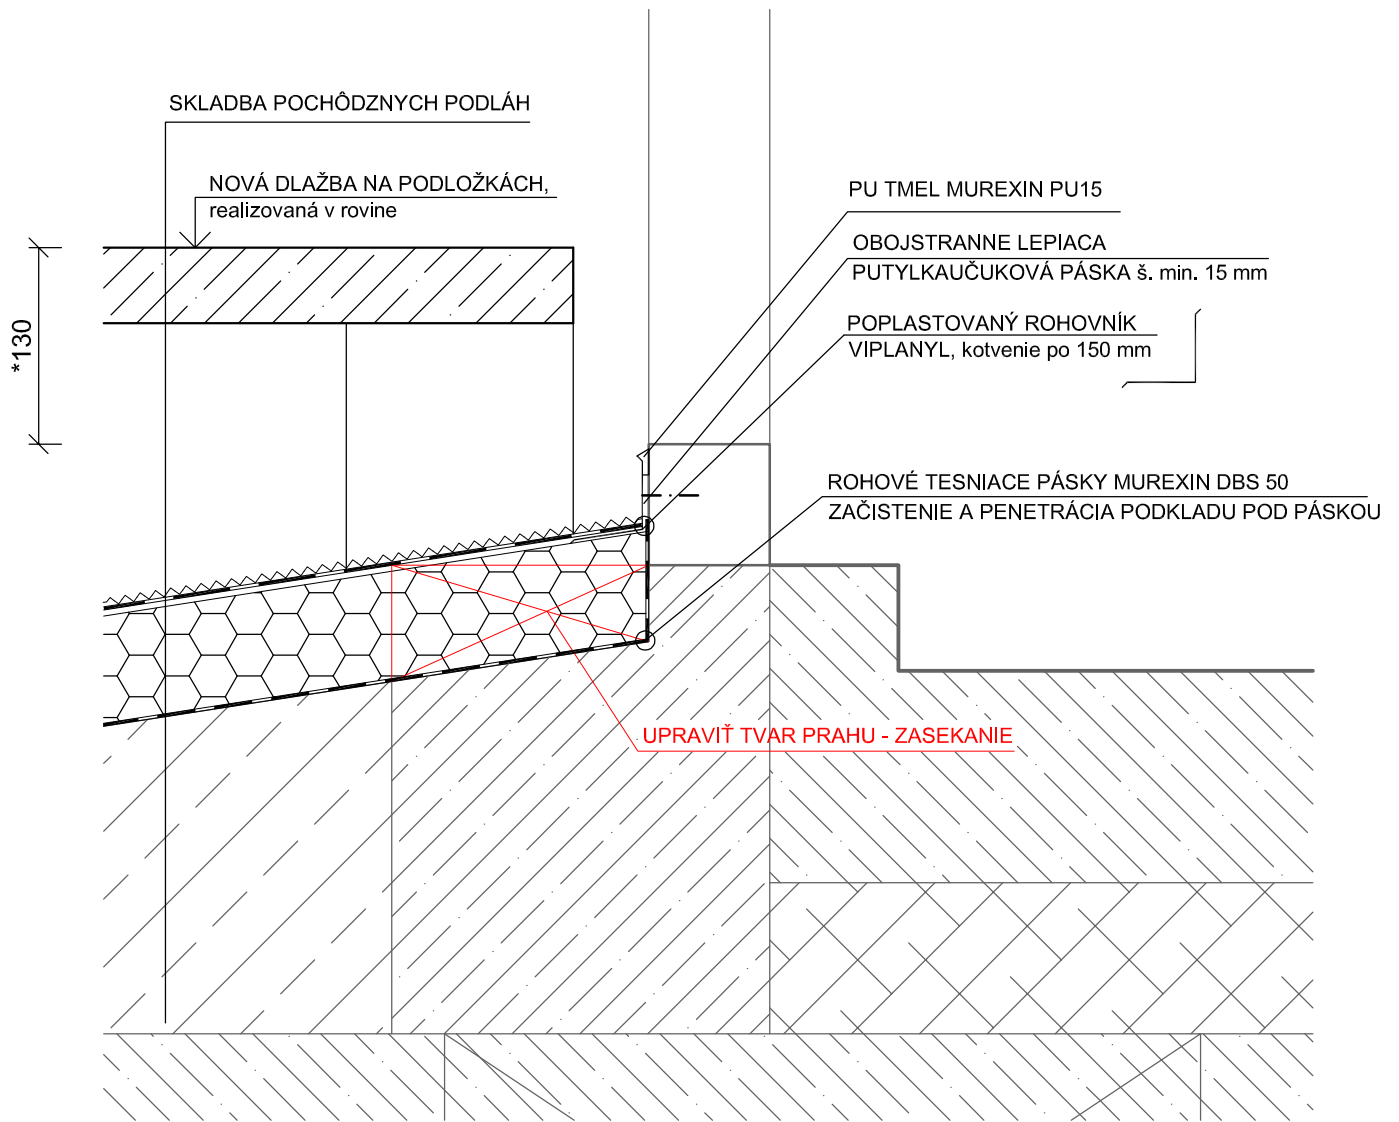 SKLADBA POCHÔDZNYCH PODLÁH
NOVÁ DLAŽBA NA PODLOŽKÁCH,
realizovaná v rovine
*130
PU TMEL MUREXIN PU15
OBOJSTRANNE LEPIACA
PUTYLKAUČUKOVÁ PÁSKA š. min. 15 mm
POPLASTOVANÝ ROHOVNÍK
VIPLANYL, kotvenie po 150 mm
ROHOVÉ TESNIACE PÁSKY MUREXIN DBS 50
ZAČISTENIE A PENETRÁCIA PODKLADU POD PÁSKOU
UPRAVIŤ TVAR PRAHU - ZASEKANIE